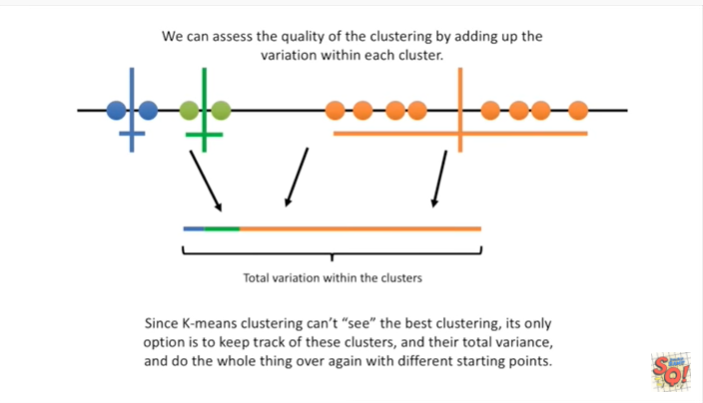 We can assess the quality of the clustering by adding up the
variation within each cluster.
Total variation within the clusters
Since K-means clustering can't “see” the best clustering, its only
option is to keep track of these clusters, and their total variance,
and do the whole thing over again with different starting points.
SQ!